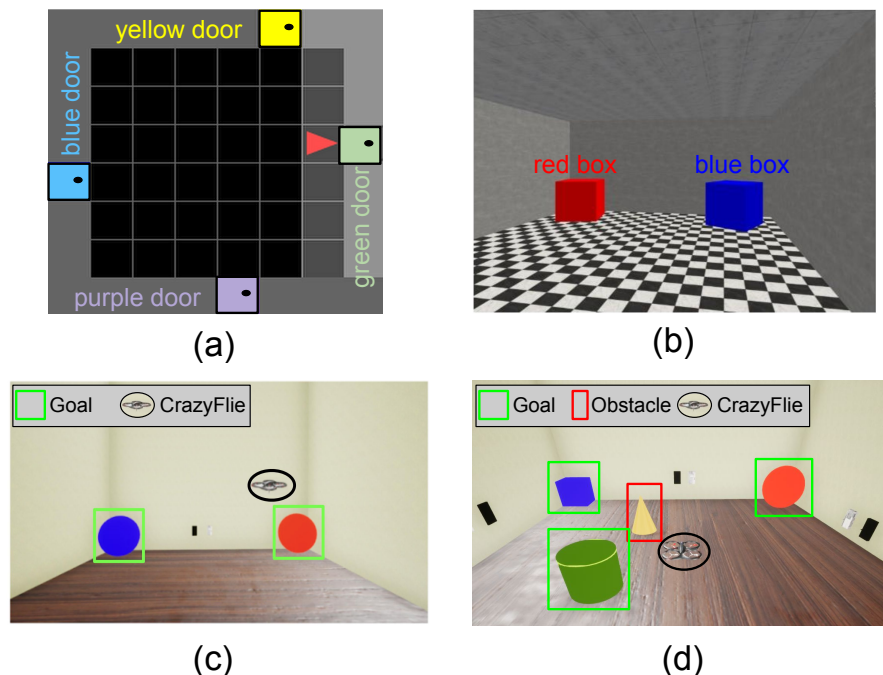 yellow door
blue door
green door
purple door
(a)
red box
blue box
(b)
Goal CrazyFlie
(c)
Goal Obstacle CrazyFlie
(d)